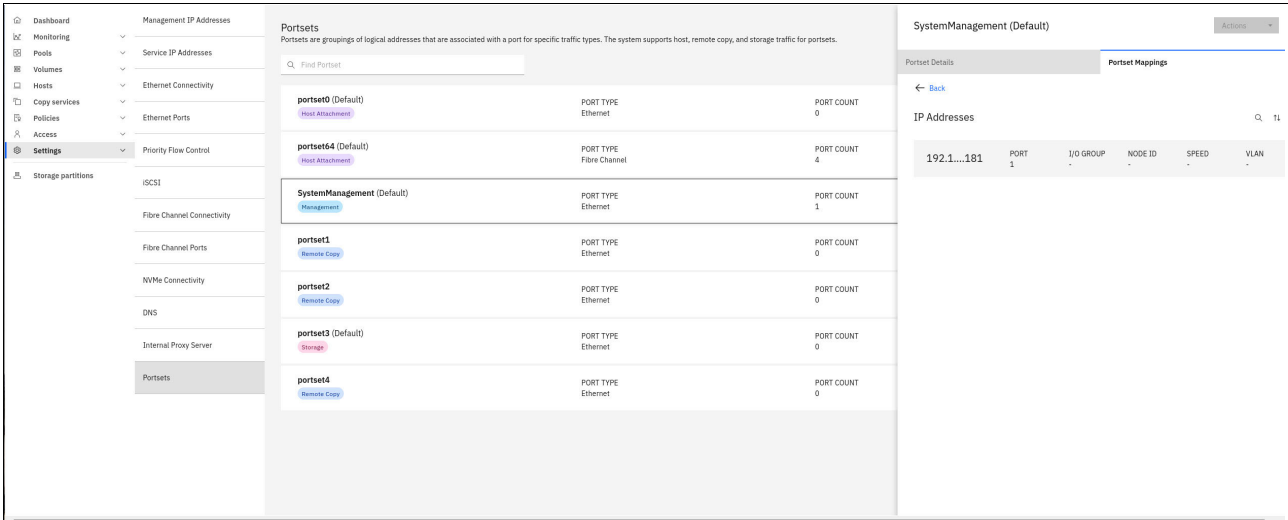 Dashboard
Monitoring
Pools
Volumes
Hosts
Copy services
Policies
Access
Settings
Storage partitions
Management IP Addresses
Service IP Addresses
Ethernet Connectivity
Ethernet Ports
Priority Flow Control
iSCSI
Fibre Channel Connectivity
Fibre Channel Ports
NVMe Connectivity
DNS
Internal Proxy Server
Portsets
Portsets
Portsets are groupings of logical addresses that are associated with a port for specific traffic types. The system supports host, remote copy, and storage traffic for portsets.
Find Portset
portset0 (Default)
Host Attachment
PORT TYPE
Ethernet
PORT COUNT
0
portset64 (Default)
Host Attachment
PORT TYPE
Fibre Channel
PORT COUNT
4
SystemManagement (Default)
Management
PORT TYPE
Ethernet
PORT COUNT
1
portset1
Remote Copy
PORT TYPE
Ethernet
PORT COUNT
0
portset2
Remote Copy
PORT TYPE
Ethernet
PORT COUNT
0
portset3 (Default)
Storage
PORT TYPE
Ethernet
PORT COUNT
0
portset4
Remote Copy
PORT TYPE
Ethernet
PORT COUNT
0
SystemManagement (Default)
Actions
Portset Details
Portset Mappings
← Back
IP Addresses
192.1....181
PORT
1
I/O GROUP
-
NODE ID
-
SPEED
-
VLAN
-